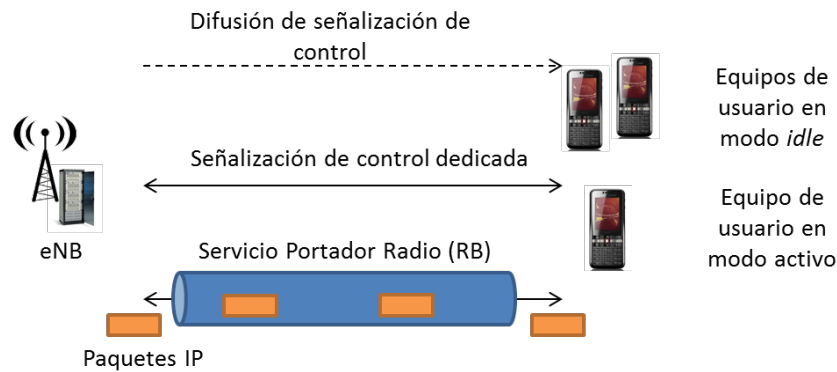 Difusión de señalización de
control
Equipos de
usuario en
modo idle
Señalización de control dedicada
Equipo de
usuario en
modo activo
eNB
Servicio Portador Radio (RB)
Paquetes IP